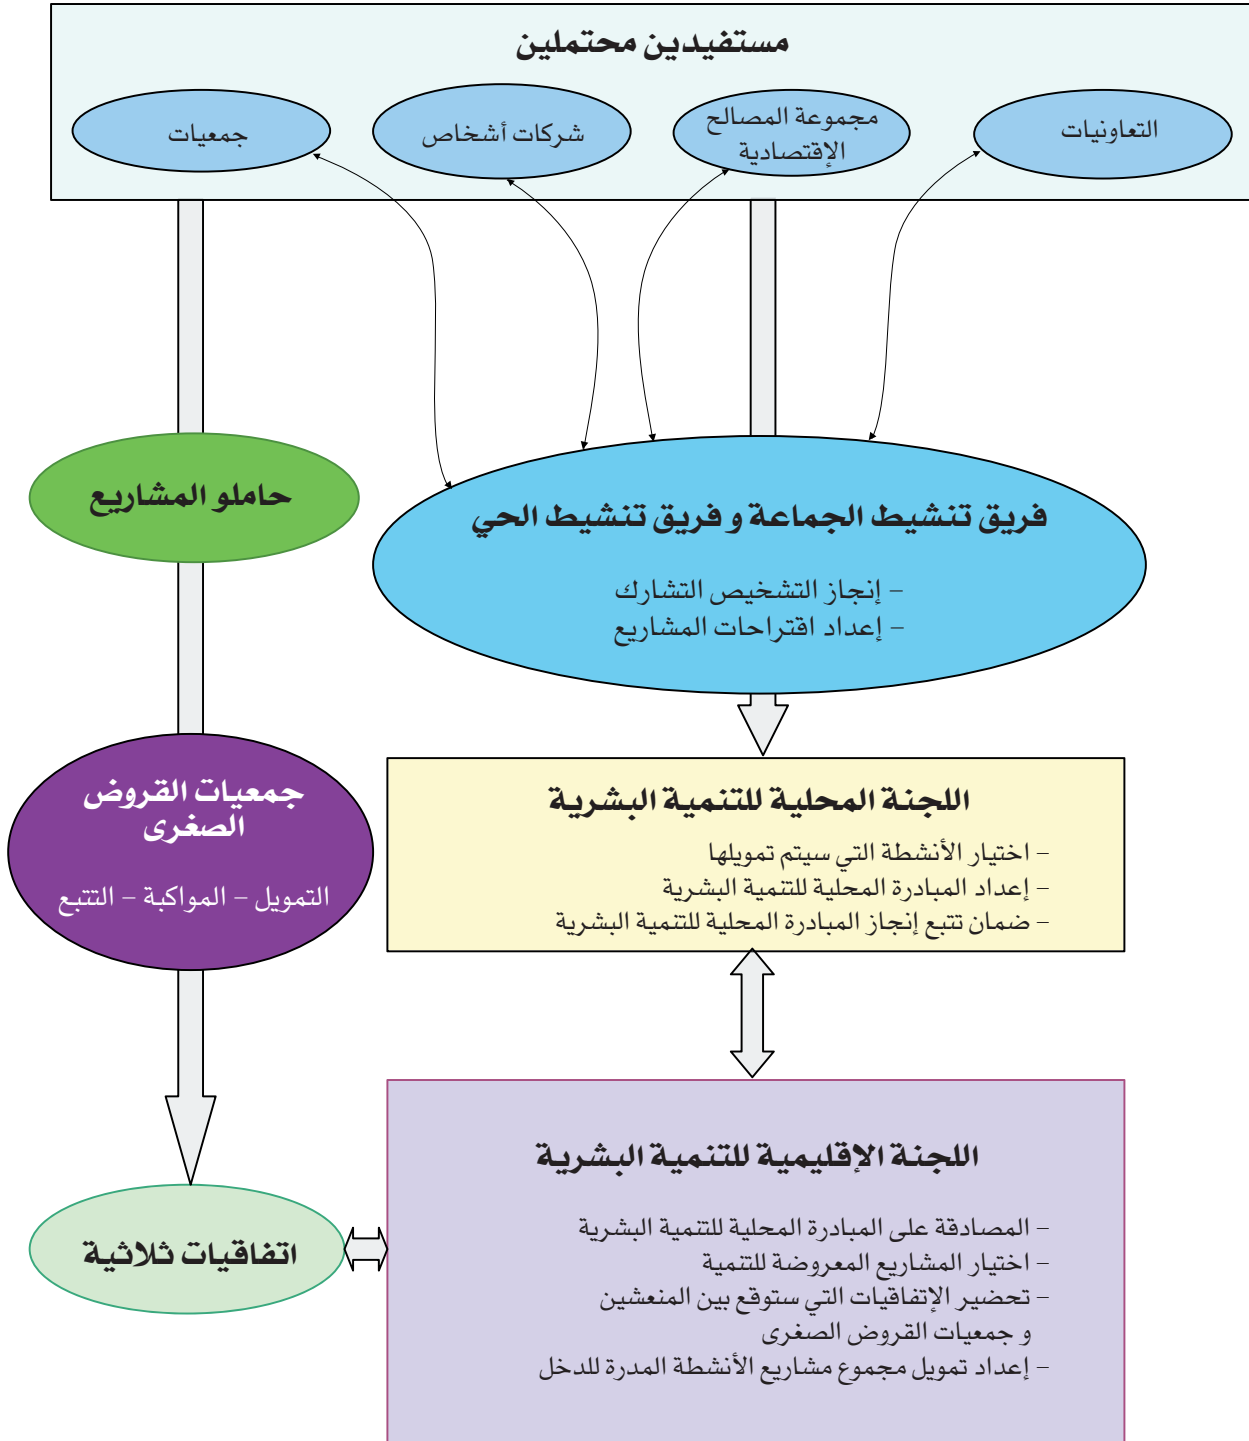 مستفيدين محتملين
التعاونيات
مجموعة المصالح
الإقتصادية
شركات أشخاص
جمعيات
فريق تنشيط الجماعة و فريق تنشيط الحي
– إنجاز التشخيص التشارك
– إعداد اقتراحات المشاريع
حاملو المشاريع
اللجنة المحلية للتنمية البشرية
– اختيار الأنشطة التي سيتم تمويلها
– إعداد المبادرة المحلية للتنمية البشرية
– ضمان تتبع إنجاز المبادرة المحلية للتنمية البشرية
جمعيات القروض
الصغرى
التمويل – المواكبة – التتبع
اللجنة الإقليمية للتنمية البشرية
– المصادقة على المبادرة المحلية للتنمية البشرية
– اختيار المشاريع المعروضة للتنمية
– تحضير الإتفاقيات التي ستوقع بين المنعشين
و جمعيات القروض الصغرى
– إعداد تمويل مجموع مشاريع الأنشطة المدرة للدخل
اتفاقيات ثلاثية